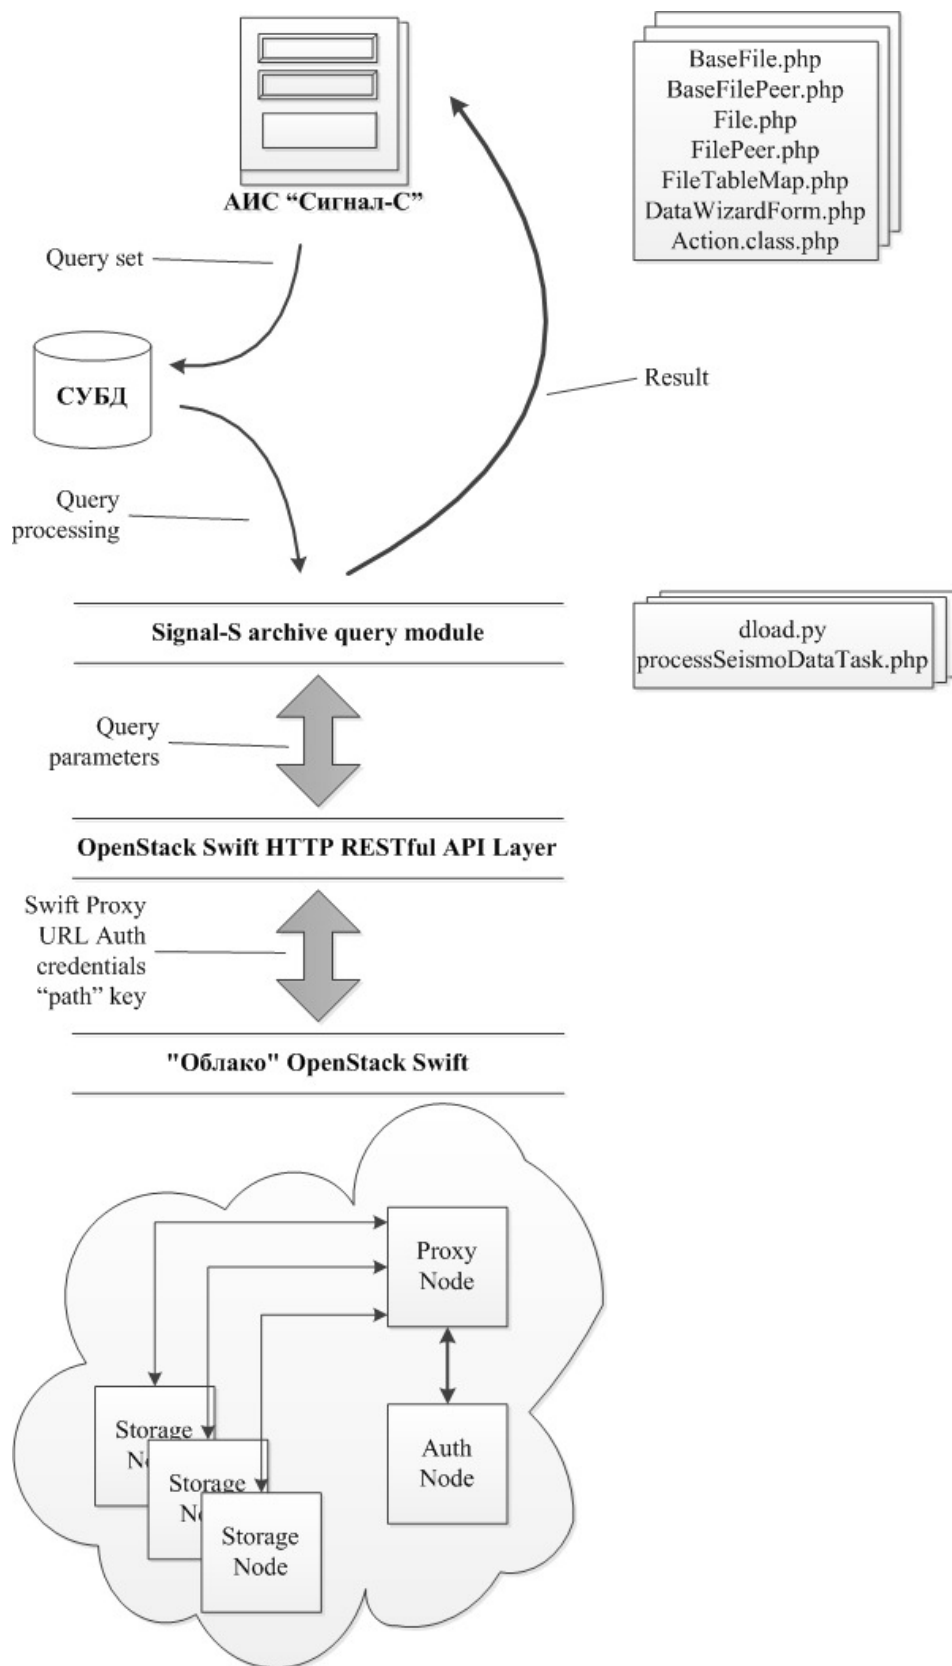 BaseFile.php
BaseFilePeer.php
File.php
FilePeer.php
FileTableMap.php
DataWizardForm.php
Action.class.php
АИС “Сигнал-С”
Query set
СУБД
Result
Query
processing
Signal-S archive query module
dload.py
processSeismoDataTask.php
Query
parameters
OpenStack Swift HTTP RESTful API Layer
Swift Proxy
URL Auth
credentials
“path” key
"Облако" OpenStack Swift
Proxy
Node
Storage
Storage
Storage
Node
Auth
Node